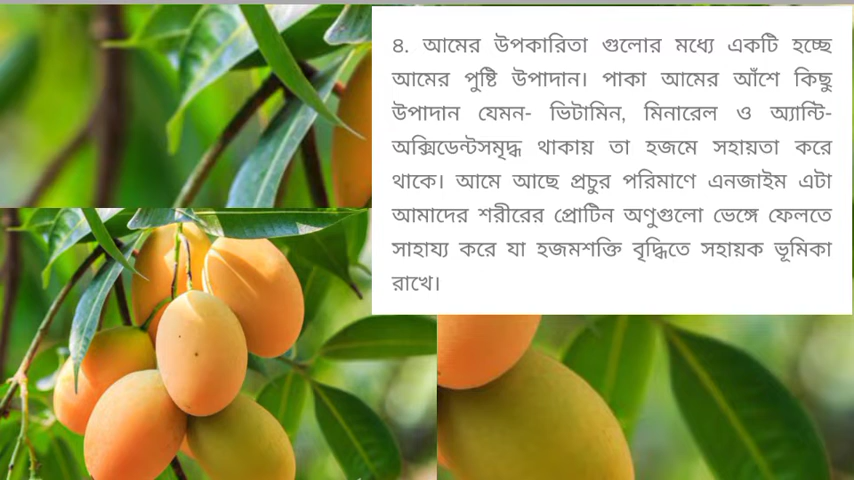 ৪. আমের উপকারিতা গুলোর মধ্যে একটি হচ্ছে
আমের পুষ্টি উপাদান। পাকা আমের আঁশে কিছু
উপাদান যেমন- ভিটামিন, মিনারেল ও অ্যান্টি-
অক্সিডেন্টসমৃদ্ধ থাকায় তা হজমে সহায়তা করে
থাকে। আমে আছে প্রচুর পরিমাণে এনজাইম এটা
আমাদের শরীরের প্রোটিন অণুগুলো ভেঙ্গে ফেলতে
সাহায্য করে যা হজমশক্তি বৃদ্ধিতে সহায়ক ভূমিকা
রাখে।